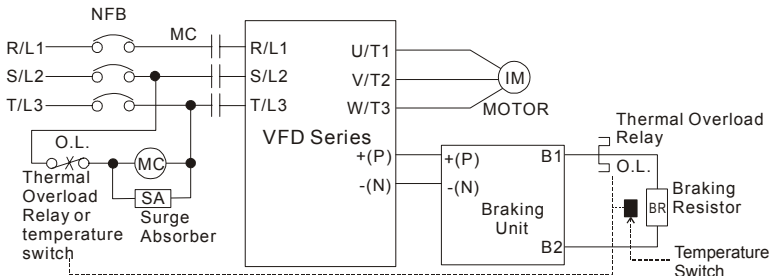 NFB
MC
R/L1
S/L2
T/L3
R/L1
S/L2
T/L3
VFD Series
U/T1
V/T2
W/T3
IM
MOTOR
+(P)
-(N)
+(P)
-(N)
B1
B2
Braking
Unit
Thermal Overload
Relay
O.L.
BR
Braking
Resistor
Temperature
Switch
O.L.
MC
SA
Surge
Absorber
Thermal
Overload
Relay or
temperature
switch